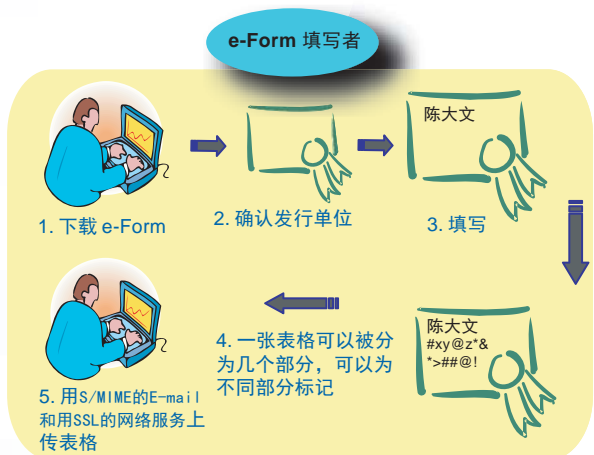 e-Form 填写者
1. 下载 e-Form
2. 确认发行单位
陈大文
3. 填写
陈大文
#xy@z*&
*>##@!
4. 一张表格可以被分
为几个部分，可以为
不同部分标记
5. 用S/MIME的E-mail
和用SSL的网络服务上
传表格